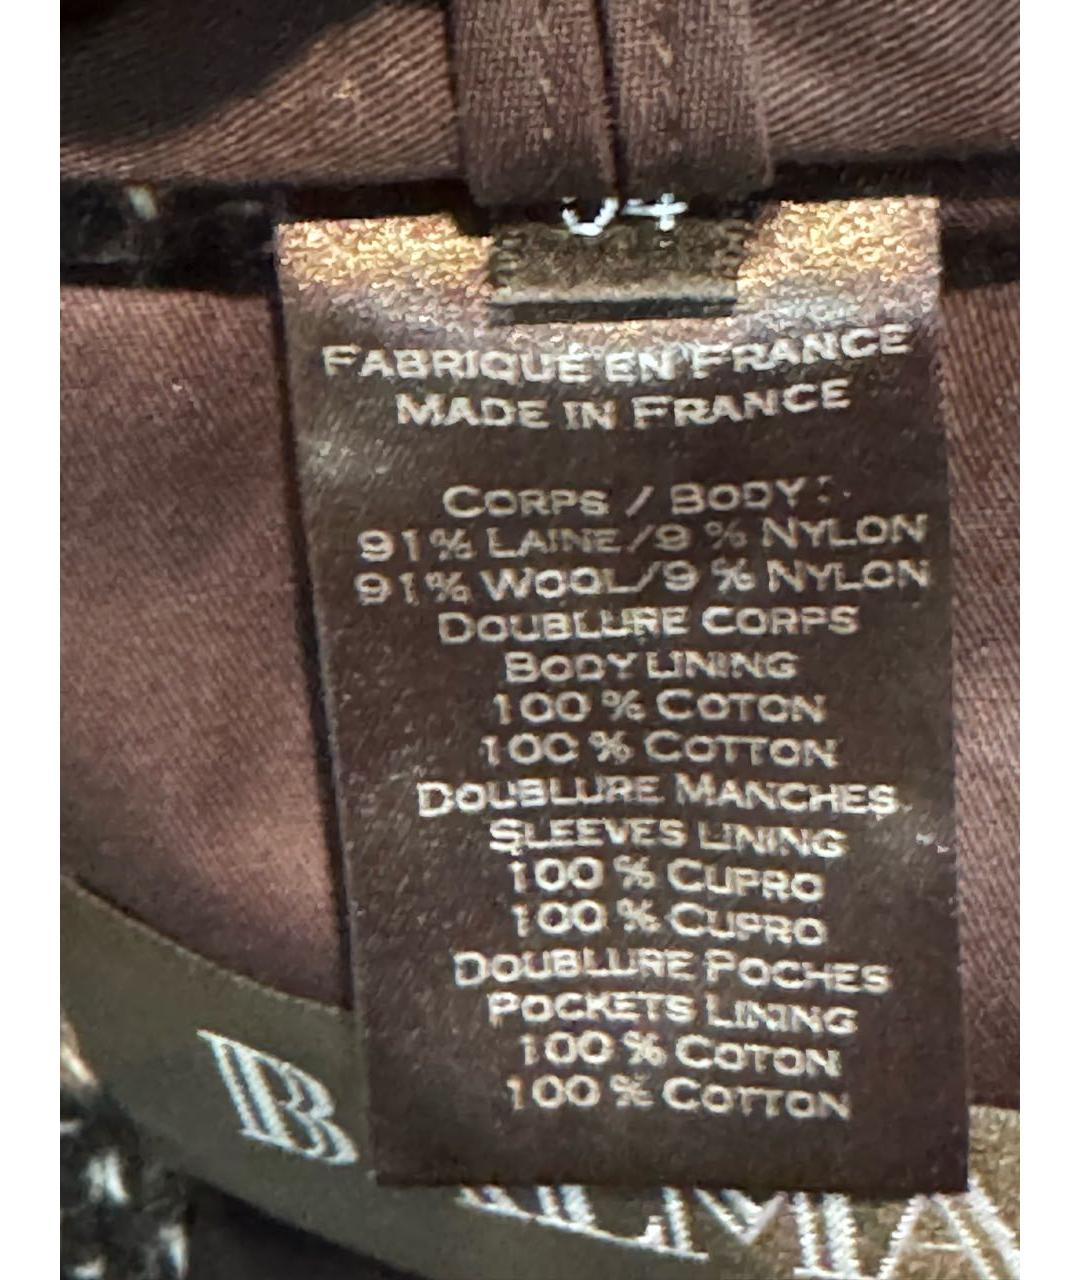 FABRIQUÉ EN FRANCE
MADE IN FRANCE
CORPS / BODY :
91% LAINE/9 % NYLON
91% WOOL/9 % NYLON
DOUBLURE CORPS
BODY LINING
100 % COTON
100 % COTTON
DOUBLURE MANCHES
SLEEVES LINING
100 % CUPRO
100 % CUPRO
DOUBLURE POCHES
POCKETS LINING
100 % COTON
100 % COTTON